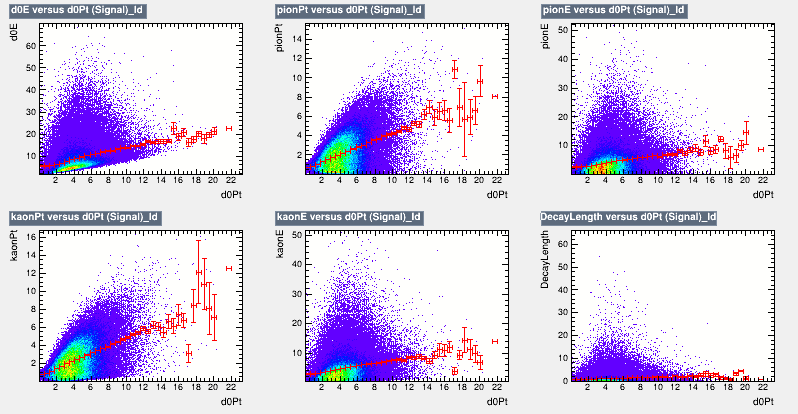 d0E versus d0Pt (Signal)_Id
d0E
60
50
40
30
20
10
2 4 6 8 10 12 14 16 18 20 22
d0Pt
pionPt versus d0Pt (Signal)_Id
pionPt
14
12
10
8
6
4
2
2 4 6 8 10 12 14 16 18 20 22
d0Pt
pionE versus d0Pt (Signal)_Id
pionE
50
40
30
20
10
2 4 6 8 10 12 14 16 18 20 22
d0Pt
kaonPt versus d0Pt (Signal)_Id
kaonPt
16
14
12
10
8
6
4
2
2 4 6 8 10 12 14 16 18 20 22
d0Pt
kaonE versus d0Pt (Signal)_Id
kaonE
50
40
30
20
10
2 4 6 8 10 12 14 16 18 20 22
d0Pt
DecayLength versus d0Pt (Signal)_Id
DecayLength
60
50
40
30
20
10
0
2 4 6 8 10 12 14 16 18 20 22
d0Pt